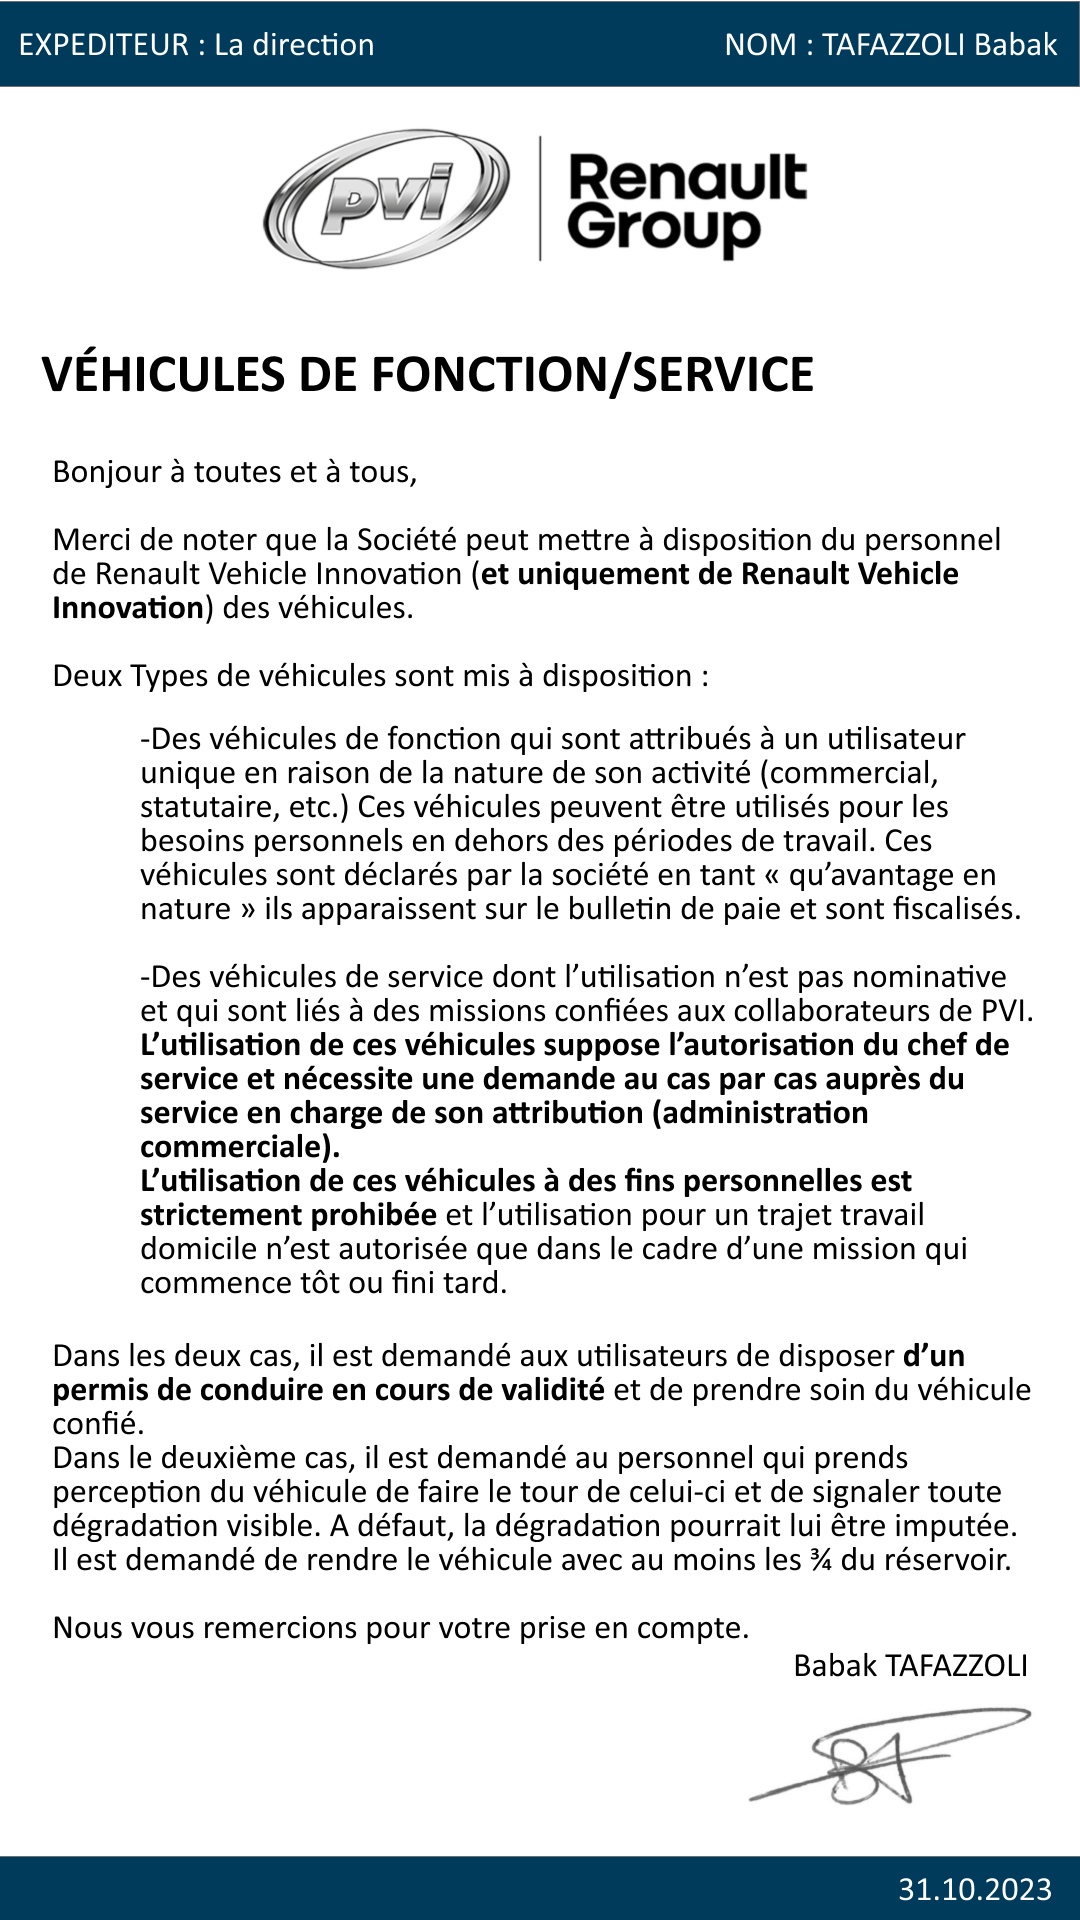 EXPEDITEUR : La direction
NOM : TAFAZZOLI Babak
pvi
Renault
Group
VÉHICULES DE FONCTION/SERVICE
Bonjour à toutes et à tous,
Merci de noter que la Société peut mettre à disposition du personnel
de Renault Vehicle Innovation (et uniquement de Renault Vehicle
Innovation) des véhicules.
Deux Types de véhicules sont mis à disposition :
-Des véhicules de fonction qui sont attribués à un utilisateur
unique en raison de la nature de son activité (commercial,
statutaire, etc.) Ces véhicules peuvent être utilisés pour les
besoins personnels en dehors des périodes de travail. Ces
véhicules sont déclarés par la société en tant « qu’avantage en
nature » ils apparaissent sur le bulletin de paie et sont fiscalisés.
-Des véhicules de service dont l’utilisation n’est pas nominative
et qui sont liés à des missions confiées aux collaborateurs de PVI.
L’utilisation de ces véhicules suppose l’autorisation du chef de
service et nécessite une demande au cas par cas auprès du
service en charge de son attribution (administration
commerciale).
L’utilisation de ces véhicules à des fins personnelles est
strictement prohibée et l’utilisation pour un trajet travail
domicile n’est autorisée que dans le cadre d’une mission qui
commence tôt ou fini tard.
Dans les deux cas, il est demandé aux utilisateurs de disposer d’un
permis de conduire en cours de validité et de prendre soin du véhicule
confié.
Dans le deuxième cas, il est demandé au personnel qui prends
perception du véhicule de faire le tour de celui-ci et de signaler toute
dégradation visible. A défaut, la dégradation pourrait lui être imputée.
Il est demandé de rendre le véhicule avec au moins les ¾ du réservoir.
Nous vous remercions pour votre prise en compte.
Babak TAFAZZOLI
31.10.2023